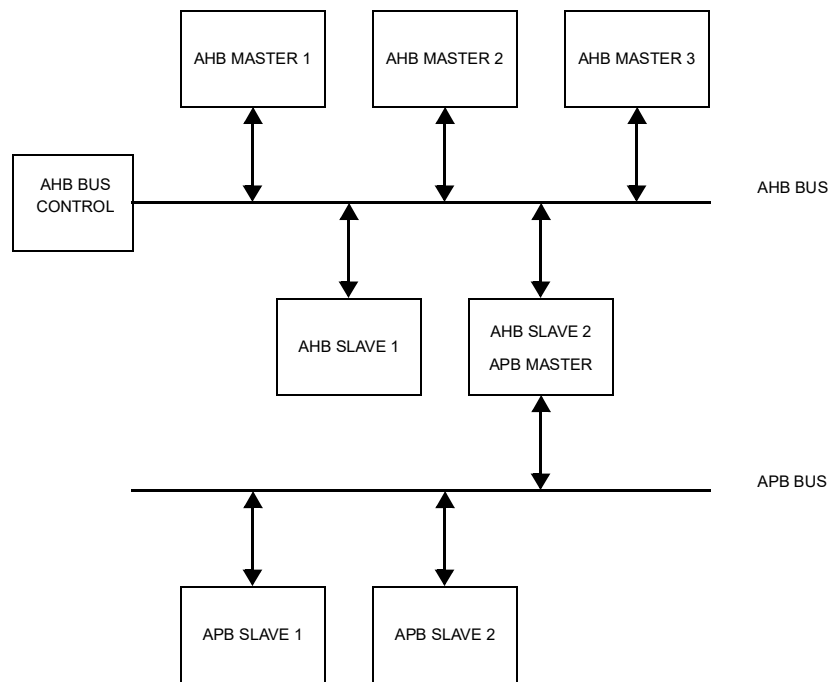 AHB MASTER 1
AHB MASTER 2
AHB MASTER 3
AHB BUS
CONTROL
AHB BUS
AHB SLAVE 1
AHB SLAVE 2
APB MASTER
APB BUS
APB SLAVE 1
APB SLAVE 2